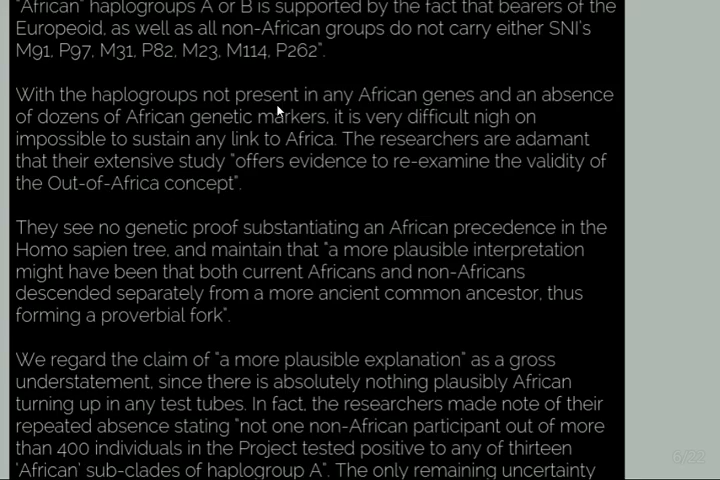 "African" haplogroups A or B is supported by the fact that bearers of the
Europeoid, as well as all non-African groups do not carry either SNI's
M91, P97, M31, P82, M23, M114, P262".
With the haplogroups not present in any African genes and an absence
of dozens of African genetic markers, it is very difficult nigh on
impossible to sustain any link to Africa. The researchers are adamant
that their extensive study "offers evidence to re-examine the validity of
the Out-of-Africa concept".
They see no genetic proof substantiating an African precedence in the
Homo sapien tree, and maintain that "a more plausible interpretation
might have been that both current Africans and non-Africans
descended separately from a more ancient common ancestor, thus
forming a proverbial fork".
We regard the claim of "a more plausible explanation" as a gross
understatement, since there is absolutely nothing plausibly African
turning up in any test tubes. In fact, the researchers made note of their
repeated absence stating "not one non-African participant out of more
than 400 individuals in the Project tested positive to any of thirteen
'African' sub-clades of haplogroup A". The only remaining uncertainty
6/22